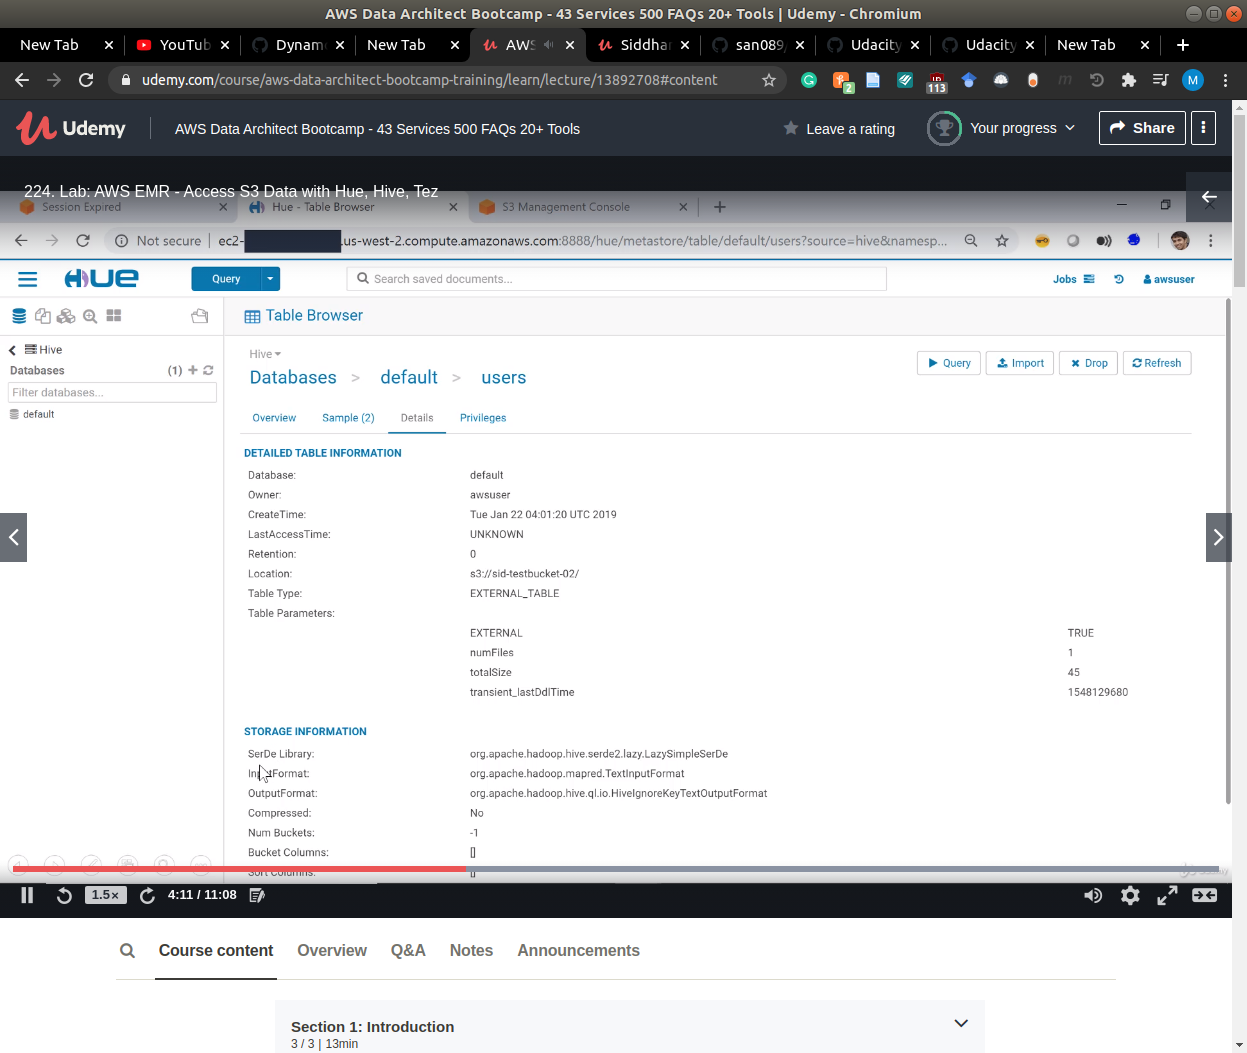 AWS Data Architect Bootcamp - 43 Services 500 FAQs 20+ Tools | Udemy - Chromium
New Tab YouTub Dynam New Tab AWS Siddha san089 Udacity Udacity New Tab
udemy.com/course/aws-data-architect-bootcamp-training/learn/lecture/13892708#content
2 113 M
Udemy AWS Data Architect Bootcamp - 43 Services 500 FAQs 20+ Tools Leave a rating Your progress Share
224. Lab: AWS EMR - Access S3 Data with Hue, Hive, Tez
Session Expired Hue - Table Browser S3 Management Console
Not secure ec2- .us-west-2.compute.amazonaws.com:8888/hue/metastore/table/default/users?source=hive&namesp...
HUE Query Search saved documents... Jobs awsuser
Table Browser
Hive
Databases (1)
Filter databases...
default
Hive
Databases > default > users
Query Import Drop Refresh
Overview Sample (2) Details Privileges
DETAILED TABLE INFORMATION
Database: default
Owner: awsuser
CreateTime: Tue Jan 22 04:01:20 UTC 2019
LastAccessTime: UNKNOWN
Retention: 0
Location: s3://sid-testbucket-02/
Table Type: EXTERNAL_TABLE
Table Parameters:
EXTERNAL TRUE
numFiles 1
totalSize 45
transient_lastDdlTime 1548129680
STORAGE INFORMATION
SerDe Library: org.apache.hadoop.hive.serde2.lazy.LazySimpleSerDe
InputFormat: org.apache.hadoop.mapred.TextInputFormat
OutputFormat: org.apache.hadoop.hive.ql.io.HiveIgnoreKeyTextOutputFormat
Compressed: No
Num Buckets: -1
Bucket Columns: []
Sort Columns: []
1.5× 4:11 / 11:08
Course content Overview Q&A Notes Announcements
Section 1: Introduction
3 / 3 | 13min